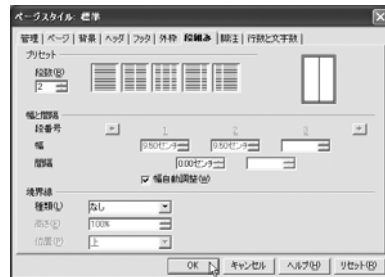 ページスタイル: 標準
管理 ページ 背景 ヘッダ フッタ 外枠 段組み 脚注 行数と文字数
プリセット
段数(R)
2
幅と間隔
段番号 1 2 3
幅 9.50センチ 9.50センチ
間隔 0.00センチ
幅自動調整(W)
境界線
種類(L) なし
高さ(E) 100%
位置(P) 上
OK キャンセル ヘルプ(H) リセット(R)